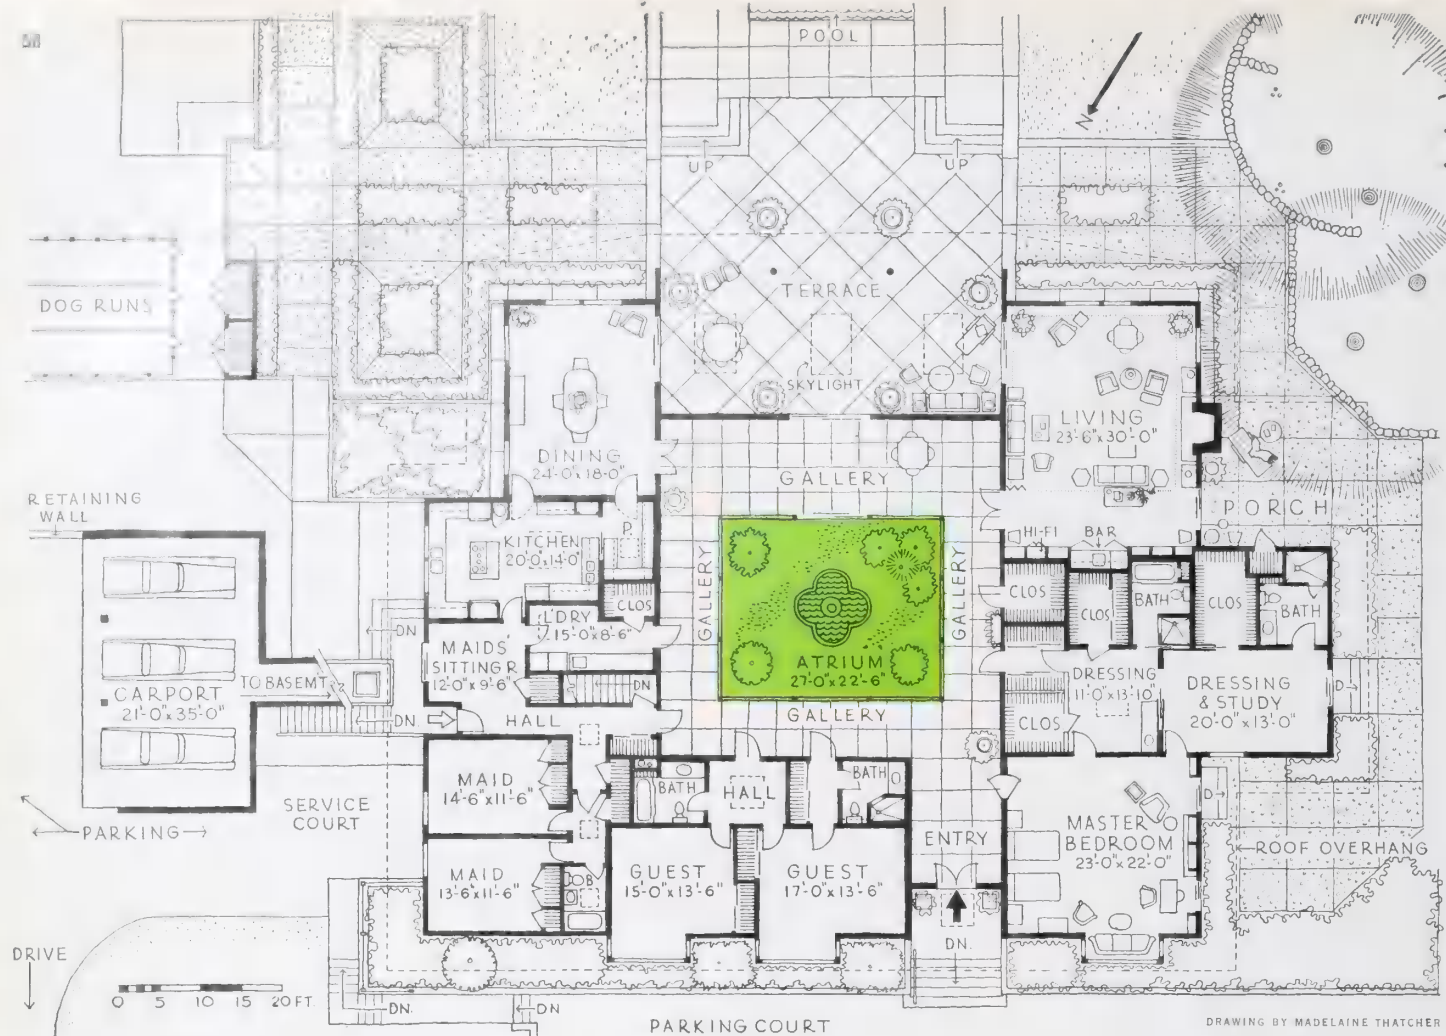 POOL
N
UP
UP
DOG RUNS
TERRACE
SKYLIGHT
LIVING
23'-6"x30'-0"
DINING
24'-0"x18'-0"
GALLERY
RETAINING
WALL
PORCH
HI-FI
BAR
KITCHEN
20'-0"x14'-0"
P.
GALLERY
GALLERY
CLOS
CLOS
CLOS
BATH
CLOS
BATH
L'DRY
15'-0"x8'-6"
DN
MAIDS'
SITTING R
12'-0"x9'-6"
ATRIUM
27'-0"x22'-6"
DRESSING
11'-0"x13'-10"
DRESSING
& STUDY
20'-0"x13'-0"
D
CARPORT
21'-0"x35'-0"
TO BASEMT
DN
DN.
HALL
GALLERY
CLOS
MAID
14'-6"x11'-6"
BATH
HALL
BATH
D
SERVICE
COURT
PARKING
ENTRY
MASTER
BEDROOM
23'-0"x22'-0"
ROOF OVERHANG
MAID
13'-6"x11'-6"
B
GUEST
15'-0"x13'-6"
GUEST
17'-0"x13'-6"
DN.
DRIVE
0 5 10 15 20 FT.
DN.
DN
PARKING COURT
DRAWING BY MADELAINE THATCHER